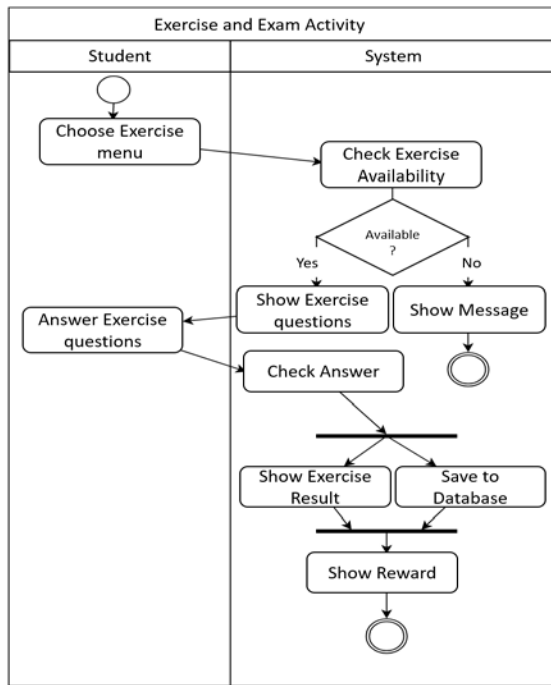 Exercise and Exam Activity
Student
System
Choose Exercise
menu
Check Exercise
Availability
Available
?
Yes
No
Show Exercise
questions
Show Message
Answer Exercise
questions
Check Answer
Show Exercise
Result
Save to
Database
Show Reward